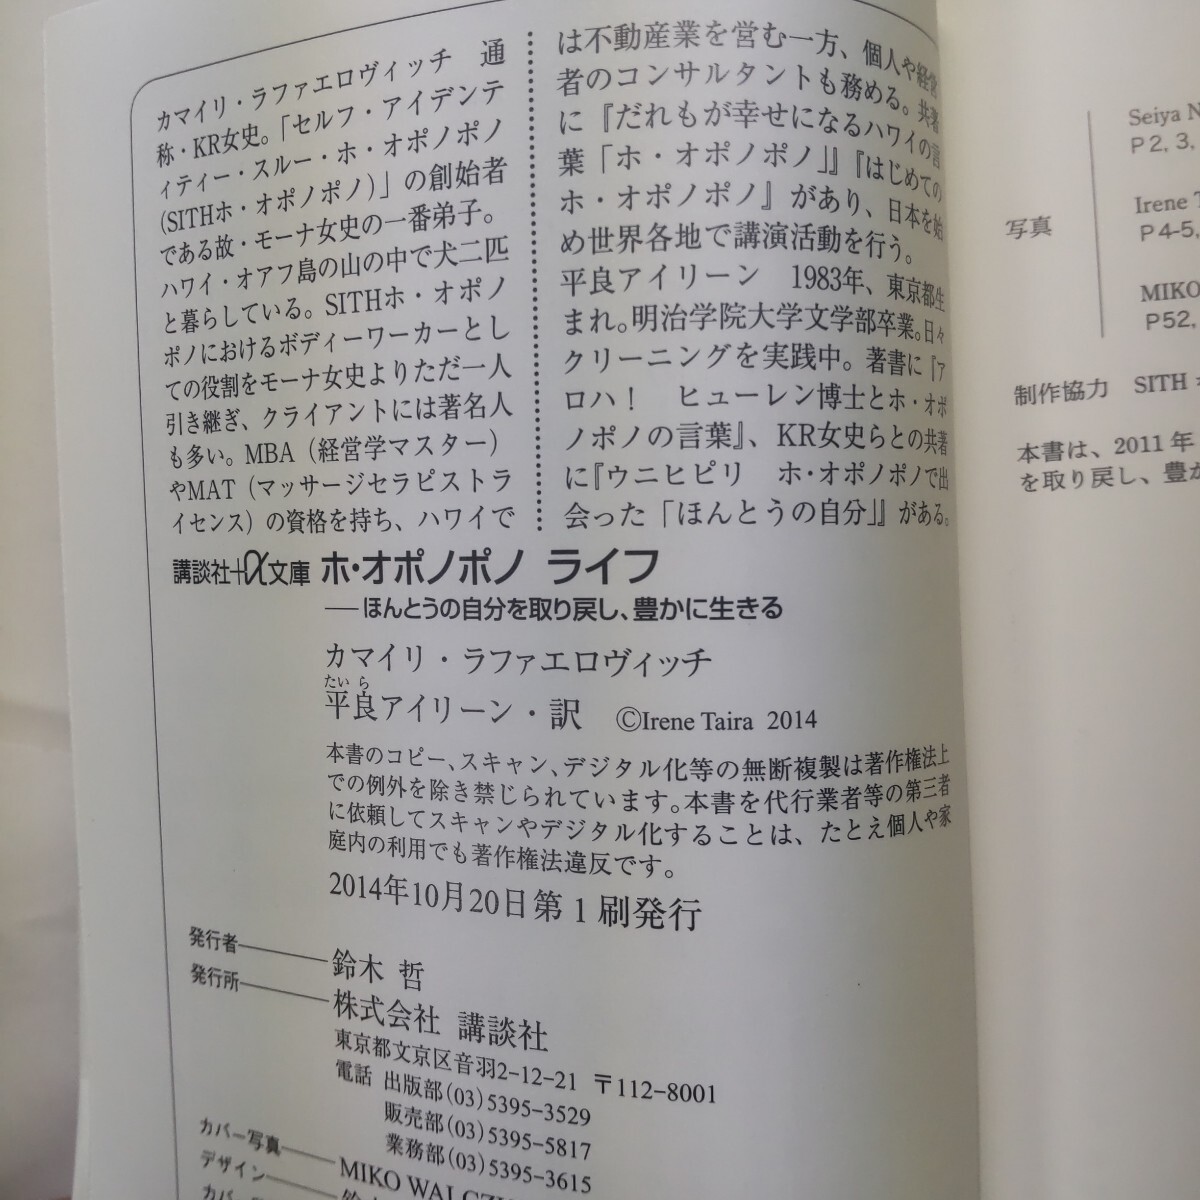 カマイリ・ラファエロヴィッチ　通
称・KR女史。「セルフ・アイデンテ
ィティー・スルー・ホ・オポノポノ
(SITHホ・オポノポノ)」の創始者
である故・モーナ女史の一番弟子。
ハワイ・オアフ島の山の中で犬二匹
と暮らしている。SITHホ・オポノ
ポノにおけるボディーワーカーとし
ての役割をモーナ女史よりただ一人
引き継ぎ、クライアントには著名人
も多い。MBA（経営学マスター）
やMAT（マッサージセラピストラ
イセンス）の資格を持ち、ハワイで
は不動産業を営む一方、個人や経営
者のコンサルタントも務める。共著
に『だれもが幸せになるハワイの言
葉「ホ・オポノポノ」』『はじめての
ホ・オポノポノ』があり、日本を始
め世界各地で講演活動を行う。
平良アイリーン　1983年、東京都生
まれ。明治学院大学文学部卒業。日々
クリーニングを実践中。著書に『ア
ロハ！　ヒューレン博士とホ・オポ
ノポノの言葉』、KR女史らとの共著
に『ウニヒピリ　ホ・オポノポノで出
会った「ほんとうの自分」』がある。
講談社+α文庫 ホ・オポノポノ ライフ
──ほんとうの自分を取り戻し、豊かに生きる
カマイリ・ラファエロヴィッチ
たいら
平良アイリーン・訳　©Irene Taira 2014
本書のコピー、スキャン、デジタル化等の無断複製は著作権法上
での例外を除き禁じられています。本書を代行業者等の第三者
に依頼してスキャンやデジタル化することは、たとえ個人や家
庭内の利用でも著作権法違反です。
2014年10月20日第1刷発行
発行者──鈴木 哲
発行所──株式会社 講談社
東京都文京区音羽2-12-21 〒112-8001
電話 出版部(03)5395-3529
販売部(03)5395-5817
業務部(03)5395-3615
カバー写真──MIKO
デザイン──
カバー
写真
Seiya
P2, 3,
Irene
P4-5,
MIKO
P52,
制作協力　SITH
本書は、2011年
を取り戻し、豊か